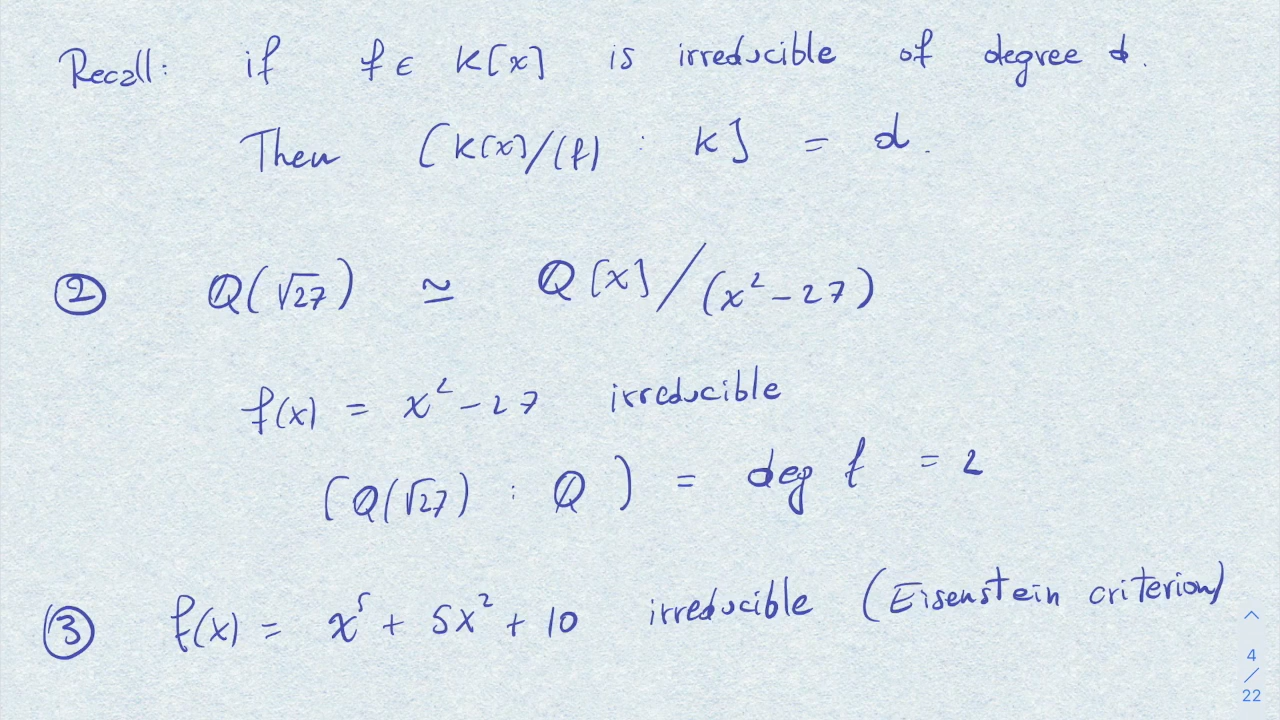 Recall: if f ∈ K[x] is irreducible of degree d.
Then [K[x]/(f) : K] = d.
② Q(√27) ≃ Q[x]/(x² - 27)
f(x) = x² - 27 irreducible
[Q(√27) : Q] = deg f = 2
③ f(x) = x⁵ + 5x² + 10 irreducible (Eisenstein criterion)
4
/
22